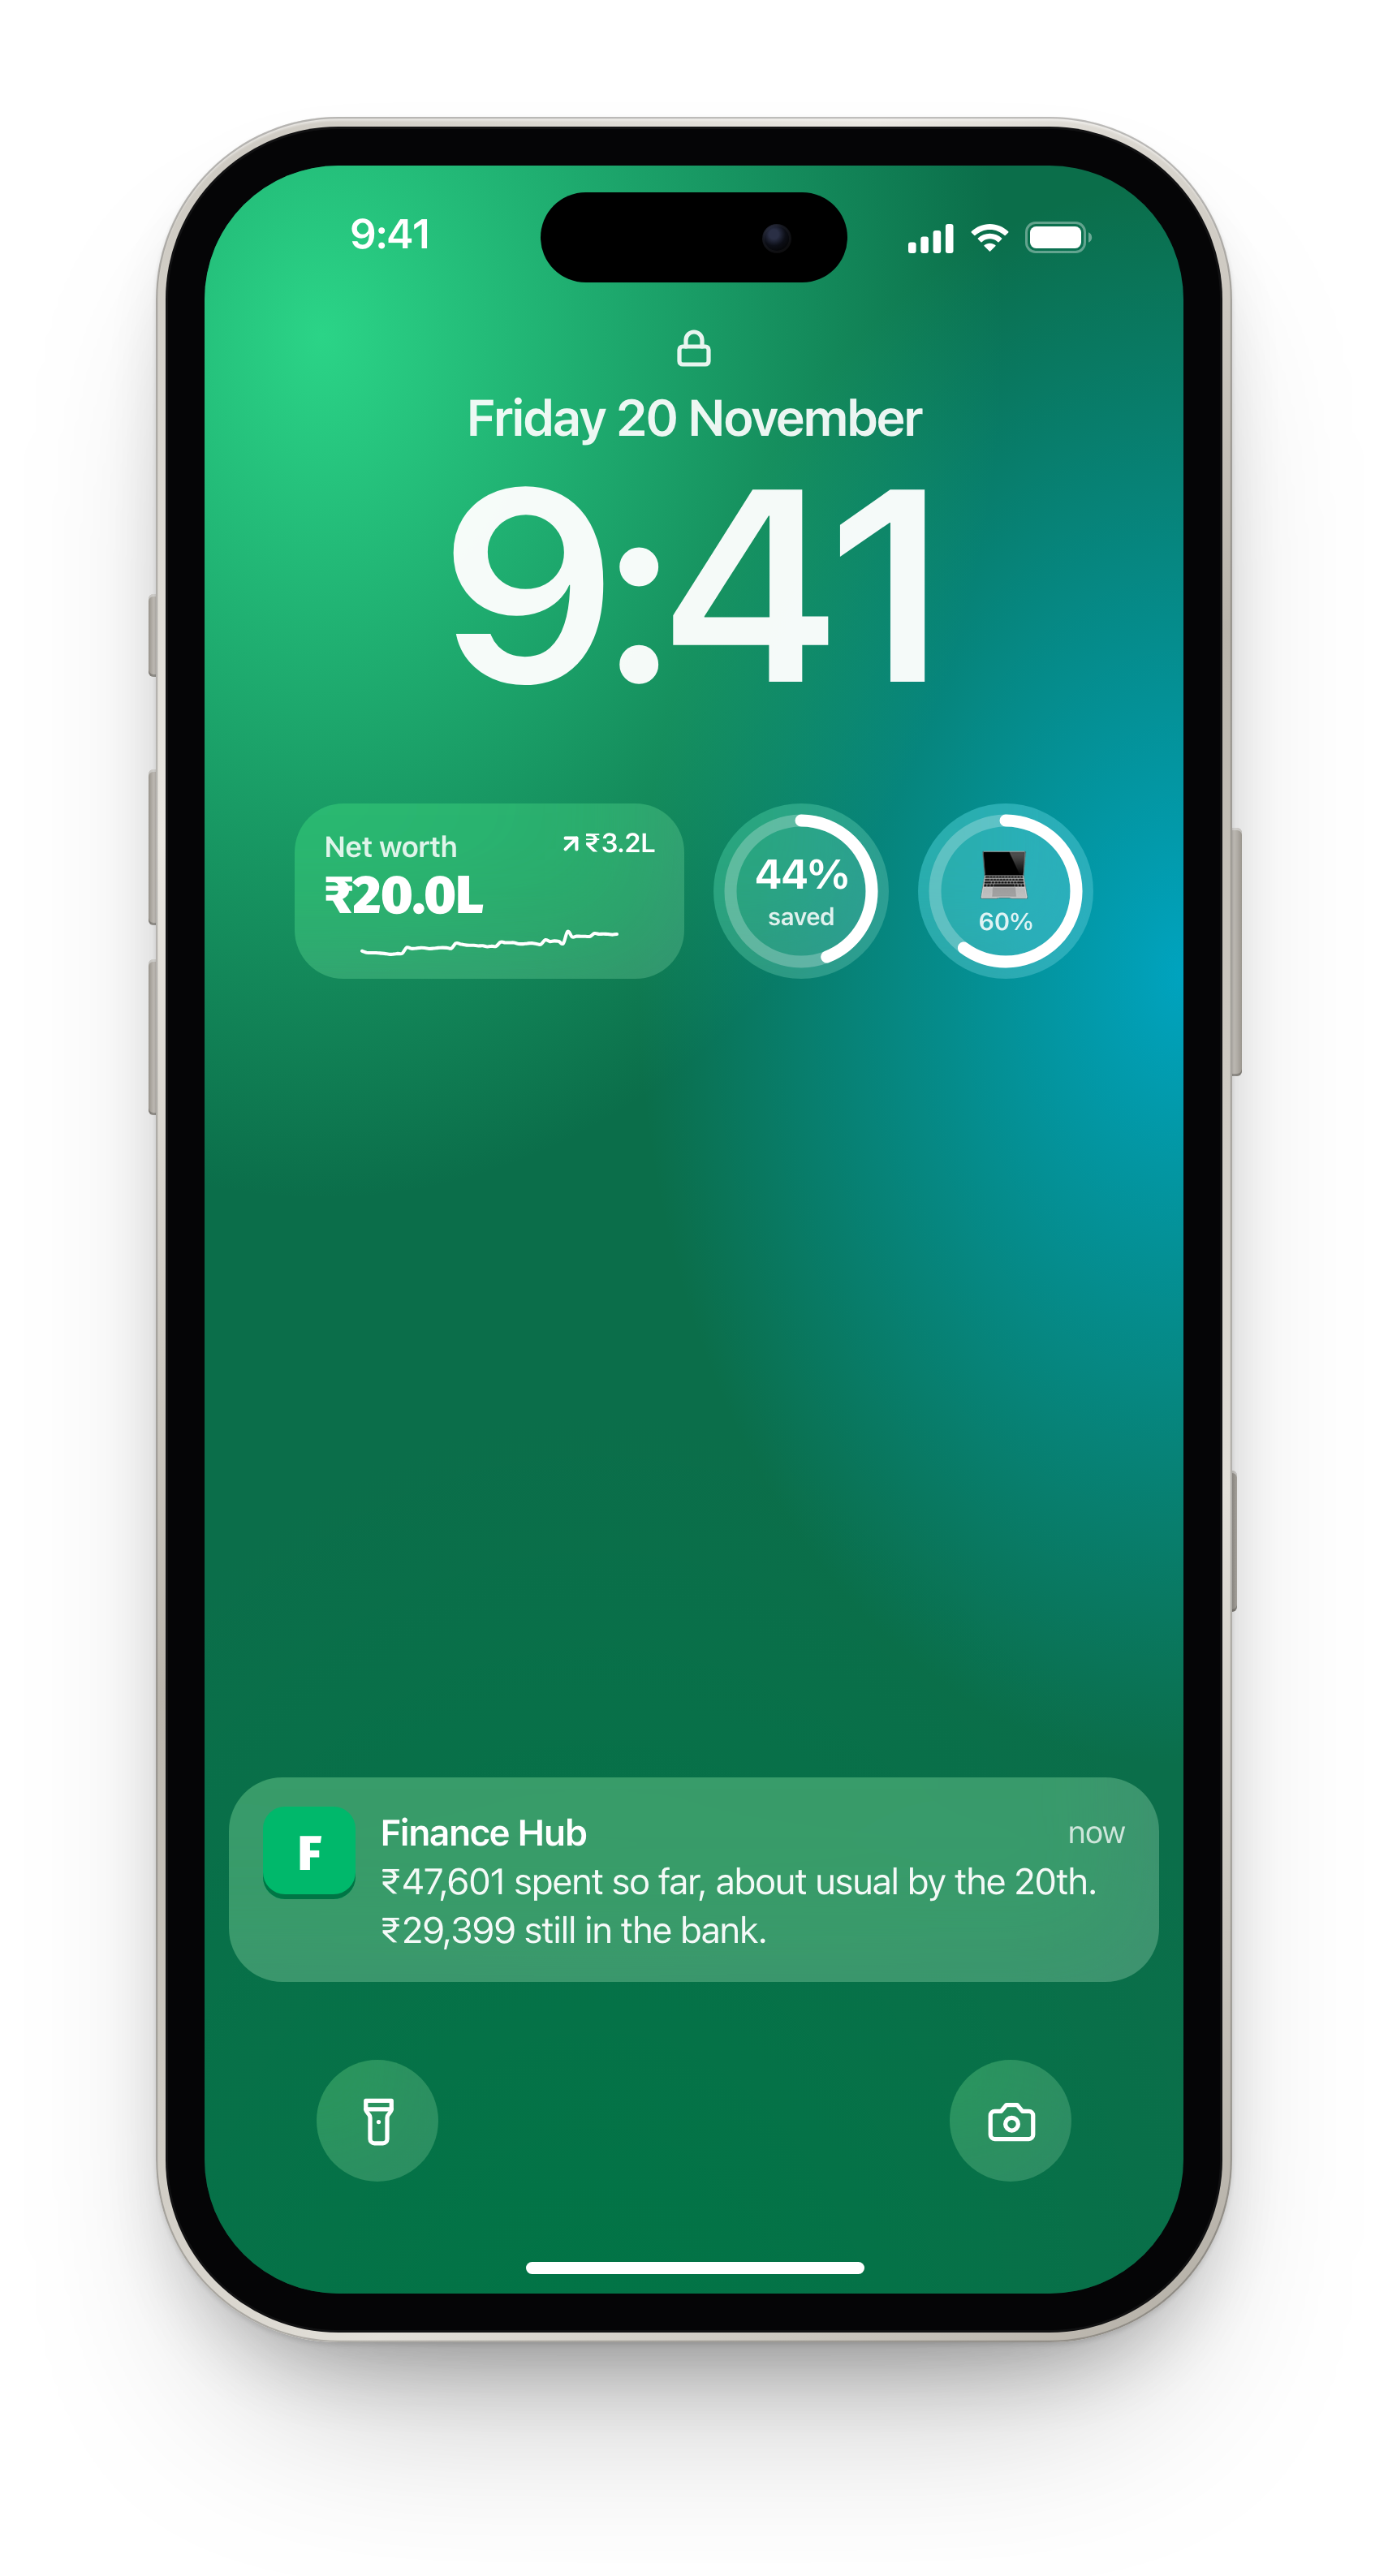 9:41
Friday 20 November
9:41
Net worth
₹3.2L
₹20.0L
44%
saved
60%
F
Finance Hub
now
₹47,601 spent so far, about usual by the 20th.
₹29,399 still in the bank.